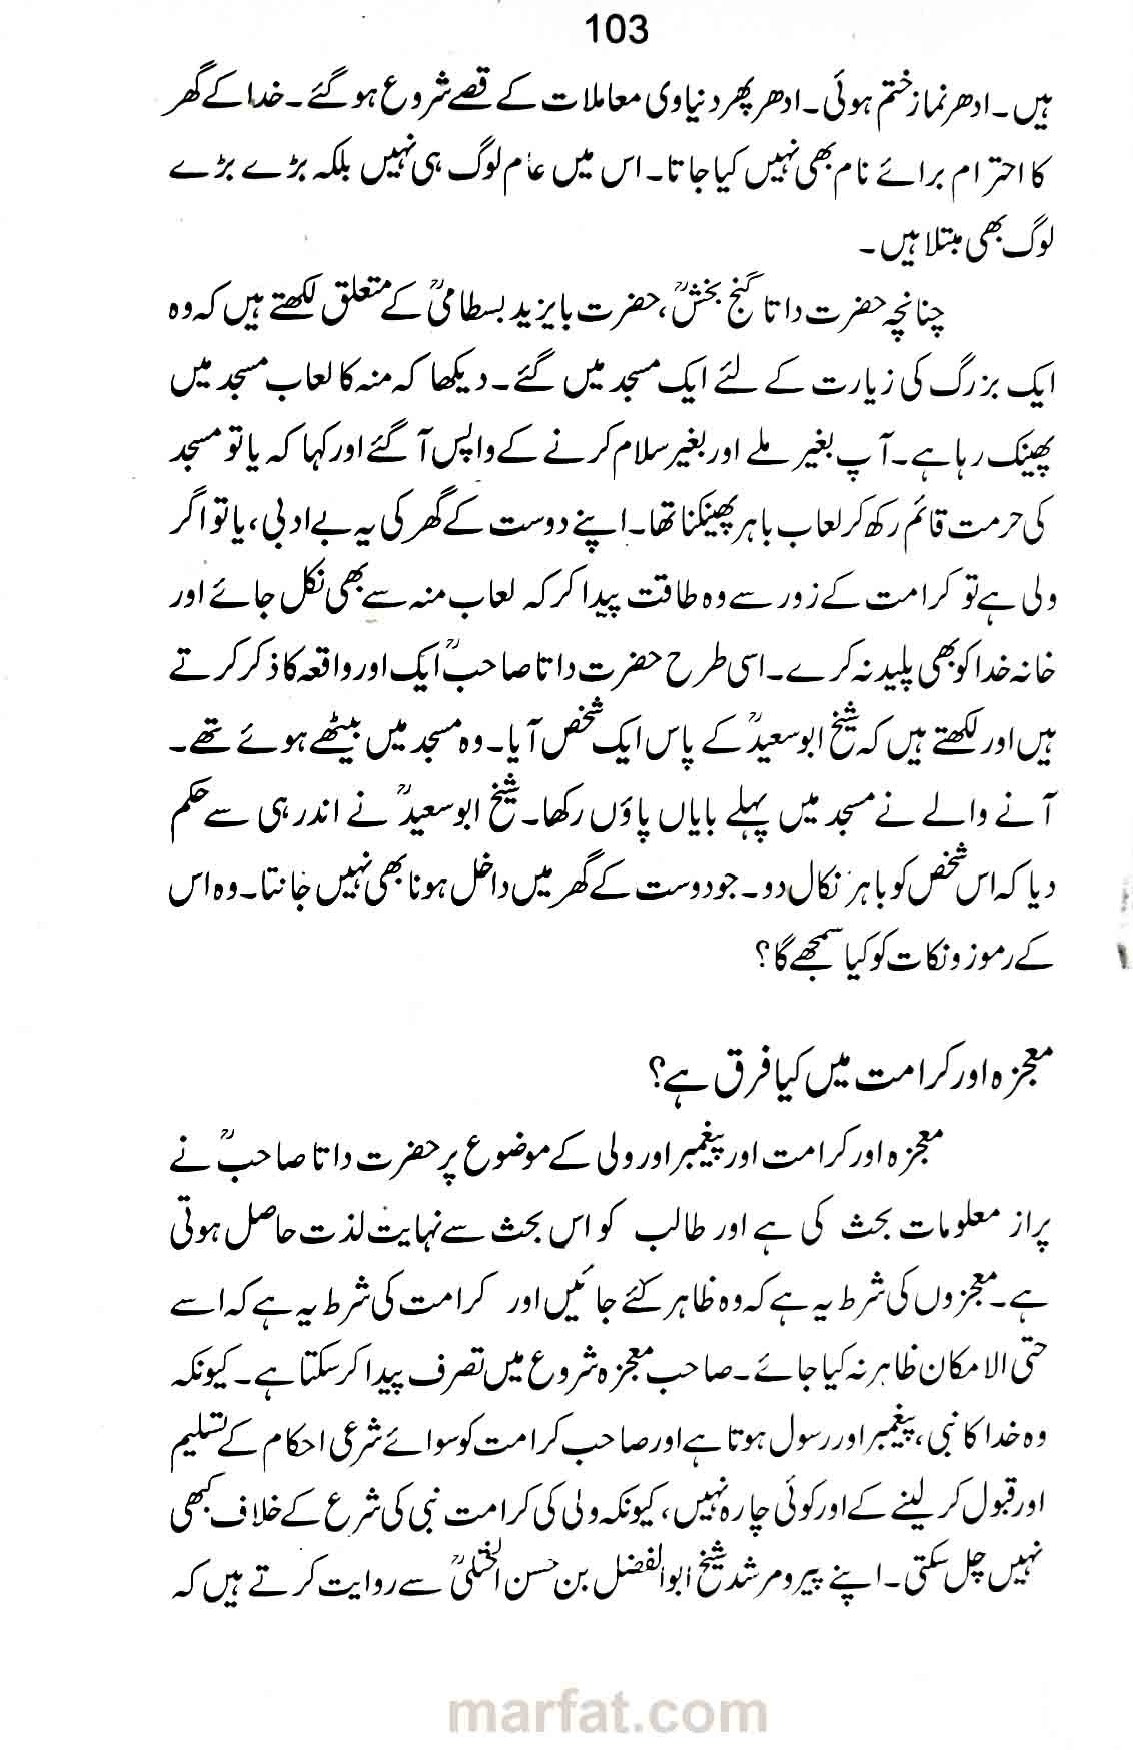 103
ہیں۔ ادھر نماز ختم ہوئی۔ ادھر پھر دنیاوی معاملات کے قصے شروع ہو گئے۔ خدا کے گھر
کا احترام برائے نام بھی نہیں کیا جاتا۔ اس میں عام لوگ ہی نہیں بلکہ بڑے بڑے
لوگ بھی مبتلا ہیں۔
چنانچہ حضرت داتا گنج بخشؒ، حضرت بایزید بسطامیؒ کے متعلق لکھتے ہیں کہ وہ
ایک بزرگ کی زیارت کے لئے ایک مسجد میں گئے۔ دیکھا کہ منہ کا لعاب مسجد میں
پھینک رہا ہے۔ آپ بغیر ملے اور بغیر سلام کرنے کے واپس آ گئے اور کہا کہ یا تو مسجد
کی حرمت قائم رکھ کر لعاب باہر پھینکنا تھا۔ اپنے دوست کے گھر کی یہ بے ادبی، یا تو اگر
ولی ہے تو کرامت کے زور سے وہ طاقت پیدا کر کہ لعاب منہ سے بھی نکل جائے اور
خانہ خدا کو بھی پلید نہ کرے۔ اسی طرح حضرت داتا صاحبؒ ایک اور واقعہ کا ذکر کرتے
ہیں اور لکھتے ہیں کہ شیخ ابو سعیدؒ کے پاس ایک شخص آیا۔ وہ مسجد میں بیٹھے ہوئے تھے۔
آنے والے نے مسجد میں پہلے بایاں پاؤں رکھا۔ شیخ ابو سعیدؒ نے اندر ہی سے حکم
دیا کہ اس شخص کو باہر نکال دو۔ جو دوست کے گھر میں داخل ہونا بھی نہیں جانتا۔ وہ اس
کے رموز و نکات کو کیا سمجھے گا؟
معجزہ اور کرامت میں کیا فرق ہے؟
معجزہ اور کرامت اور پیغمبر اور ولی کے موضوع پر حضرت داتا صاحبؒ نے
پر از معلومات بحث کی ہے اور طالب کو اس بحث سے نہایت لذت حاصل ہوتی
ہے۔ معجزوں کی شرط یہ ہے کہ وہ ظاہر کئے جائیں اور کرامت کی شرط یہ ہے کہ اسے
حتی الامکان ظاہر نہ کیا جائے۔ صاحب معجزہ شروع میں تصرف پیدا کر سکتا ہے۔ کیونکہ
وہ خدا کا نبی، پیغمبر اور رسول ہوتا ہے اور صاحب کرامت کو سوائے شرعی احکام کے تسلیم
اور قبول کر لینے کے اور کوئی چارہ نہیں، کیونکہ ولی کی کرامت نبی کی شرع کے خلاف کبھی
نہیں چل سکتی۔ اپنے پیر و مرشد شیخ ابو الفضل بن حسن الختلیؒ سے روایت کرتے ہیں کہ
marfat.com